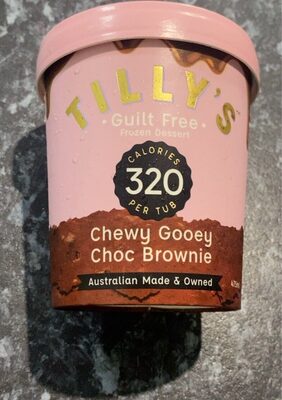 TILLY'S
Guilt Free
Frozen Dessert
CALORIES
320
PER TUB
Chewy Gooey
Choc Brownie
Australian Made & Owned